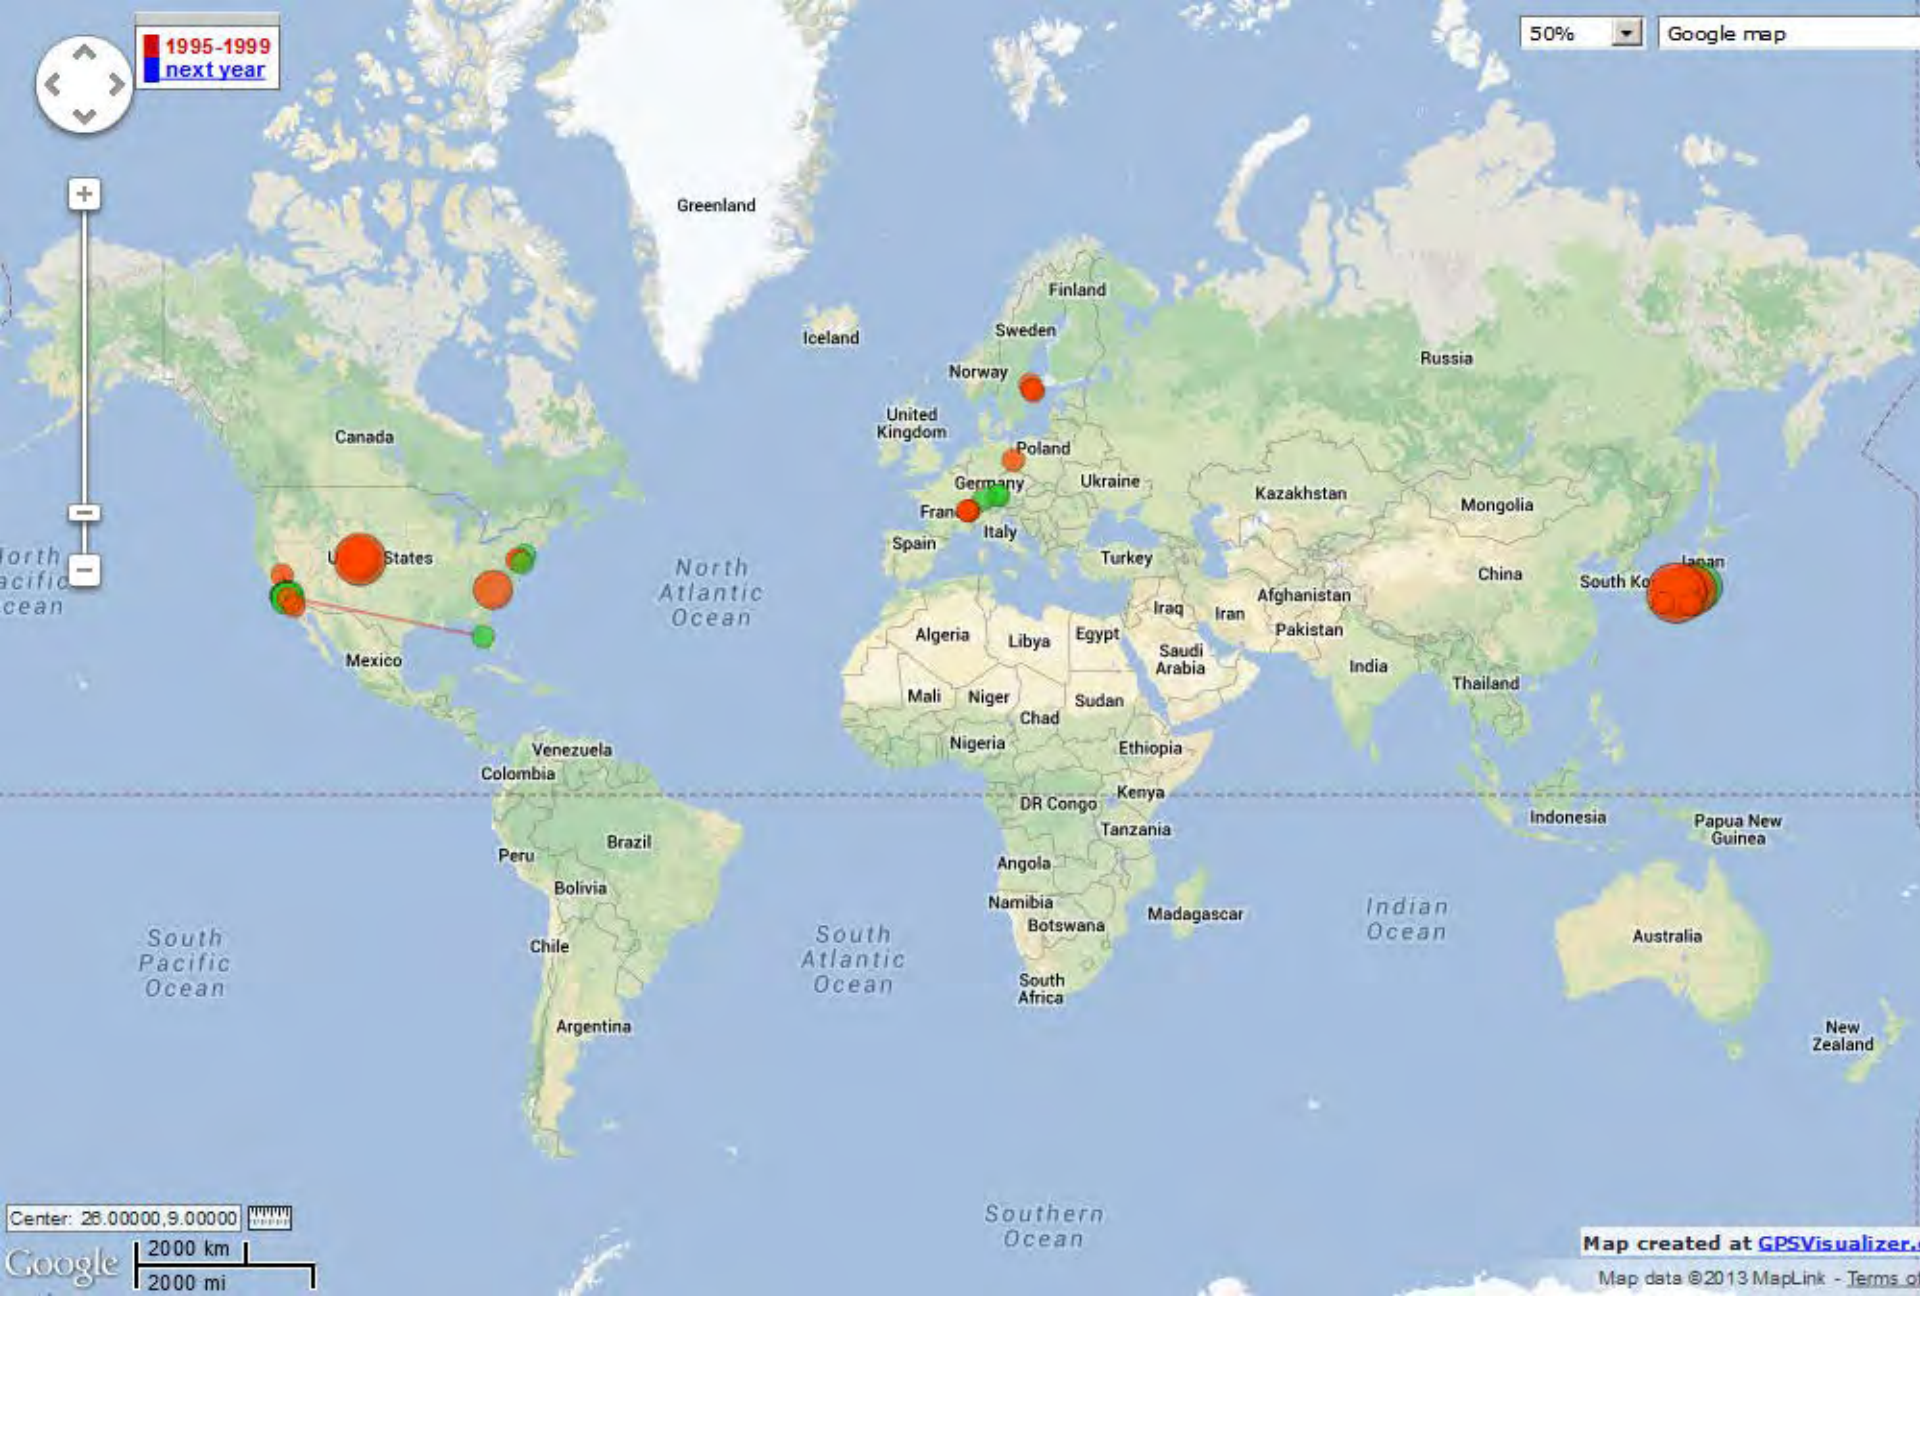 1995-1999
next year
50%
Google map
Greenland
Finland
Iceland
Sweden
Russia
Norway
United
Kingdom
Canada
Poland
Germany
Ukraine
Kazakhstan
Mongolia
Fran
Italy
Spain
Turkey
States
North
Atlantic
Ocean
China
South Ko
Japan
Afghanistan
Iraq
Iran
Pakistan
Algeria
Libya
Egypt
Saudi
Arabia
India
Thailand
Mexico
Mali
Niger
Sudan
Chad
Nigeria
Ethiopia
Venezuela
Colombia
Kenya
DR Congo
Tanzania
Indonesia
Papua New
Guinea
Brazil
Peru
Angola
Bolivia
Namibia
Botswana
Madagascar
Indian
Ocean
Australia
South
Pacific
Ocean
Chile
South
Atlantic
Ocean
South
Africa
Argentina
New
Zealand
Southern
Ocean
Center: 26.00000,9.00000
Google
2000 km
2000 mi
Map created at GPSVisualizer.
Map data ©2013 MapLink - Terms of